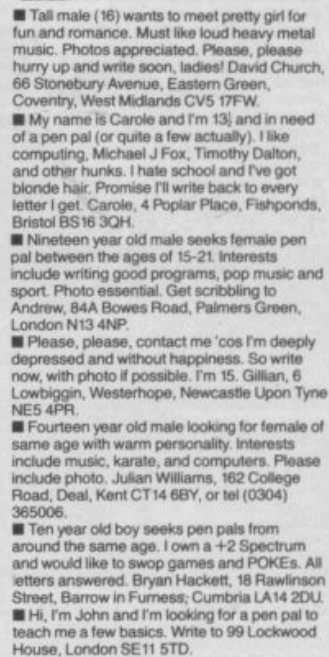 ■ Tall male (16) wants to meet pretty girl for
fun and romance. Must like loud heavy metal
music. Photos appreciated. Please, please
hurry up and write soon, ladies! David Church,
66 Stonebury Avenue, Eastern Green,
Coventry, West Midlands CV5 17FW.
■ My name is Carole and I'm 13½ and in need
of a pen pal (or quite a few actually). I like
computing, Michael J Fox, Timothy Dalton,
and other hunks. I hate school and I've got
blonde hair. Promise I'll write back to every
letter I get. Carole, 4 Poplar Place, Fishponds,
Bristol BS16 3QH.
■ Nineteen year old male seeks female pen
pal between the ages of 15-21. Interests
include writing good programs, pop music and
sport. Photo essential. Get scribbling to
Andrew, 84A Bowes Road, Palmers Green,
London N13 4NP.
■ Please, please, contact me 'cos I'm deeply
depressed and without happiness. So write
now, with photo if possible. I'm 15. Gillian, 6
Lowbiggin, Westerhope, Newcastle Upon Tyne
NE5 4PR.
■ Fourteen year old male looking for female of
same age with warm personality. Interests
include music, karate, and computers. Please
include photo. Julian Williams, 162 College
Road, Deal, Kent CT14 6BY, or tel (0304)
365006.
■ Ten year old boy seeks pen pals from
around the same age. I own a +2 Spectrum
and would like to swop games and POKEs. All
letters answered. Bryan Hackett, 18 Rawlinson
Street, Barrow in Furness; Cumbria LA14 2DU.
■ Hi, I'm John and I'm looking for a pen pal to
teach me a few basics. Write to 99 Lockwood
House, London SE11 5TD.